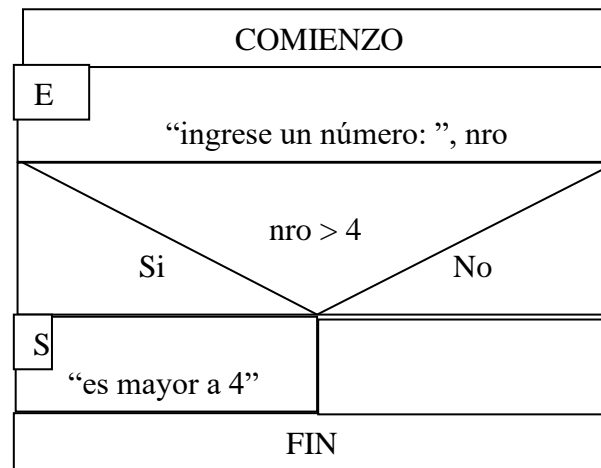 COMIENZO
E
“ingrese un número: ”, nro
nro > 4
Si
No
S
“es mayor a 4”
FIN